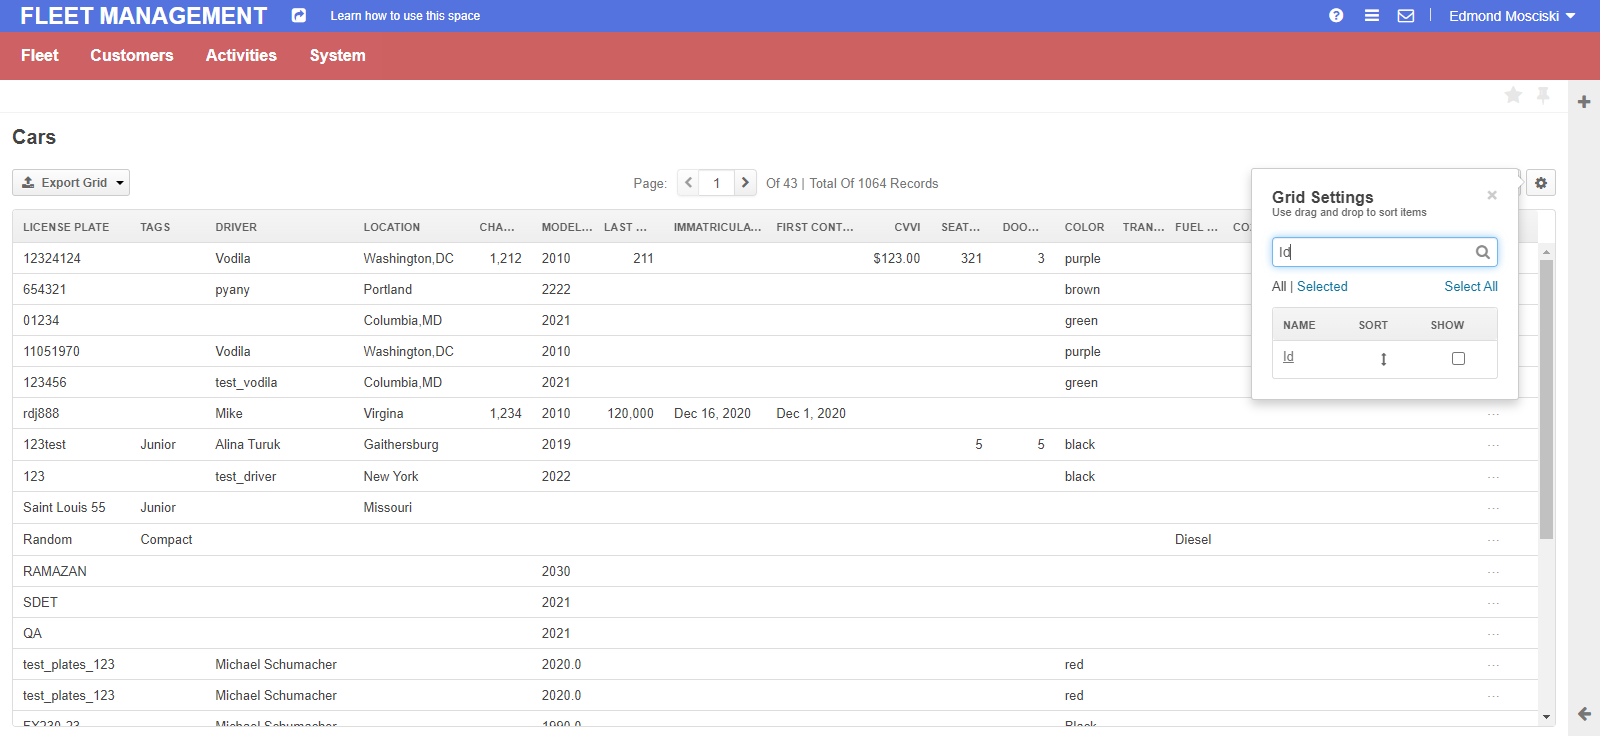 FLEET MANAGEMENT Learn how to use this space Edmond Mosciski
Fleet Customers Activities System
Cars
Export Grid Page: 1 Of 43 | Total Of 1064 Records
LICENSE PLATE TAGS DRIVER LOCATION CHA... MODEL... LAST ... IMMATRICULA... FIRST CONT... CVVI SEAT... DOO... COLOR TRAN... FUEL ...
12324124 Vodila Washington,DC 1,212 2010 211 $123.00 321 3 purple
654321 pyany Portland 2222 brown
01234 Columbia,MD 2021 green
11051970 Vodila Washington,DC 2010 purple
123456 test_vodila Columbia,MD 2021 green
rdj888 Mike Virgina 1,234 2010 120,000 Dec 16, 2020 Dec 1, 2020 ...
123test Junior Alina Turuk Gaithersburg 2019 5 5 black ...
123 test_driver New York 2022 black ...
Saint Louis 55 Junior Missouri ...
Random Compact Diesel ...
RAMAZAN 2030 ...
SDET 2021 ...
QA 2021 ...
test_plates_123 Michael Schumacher 2020.0 red ...
test_plates_123 Michael Schumacher 2020.0 red ...
Michael Schumacher 1990.0 Black
Grid Settings
Use drag and drop to sort items
Id
All | Selected Select All
NAME SORT SHOW
Id